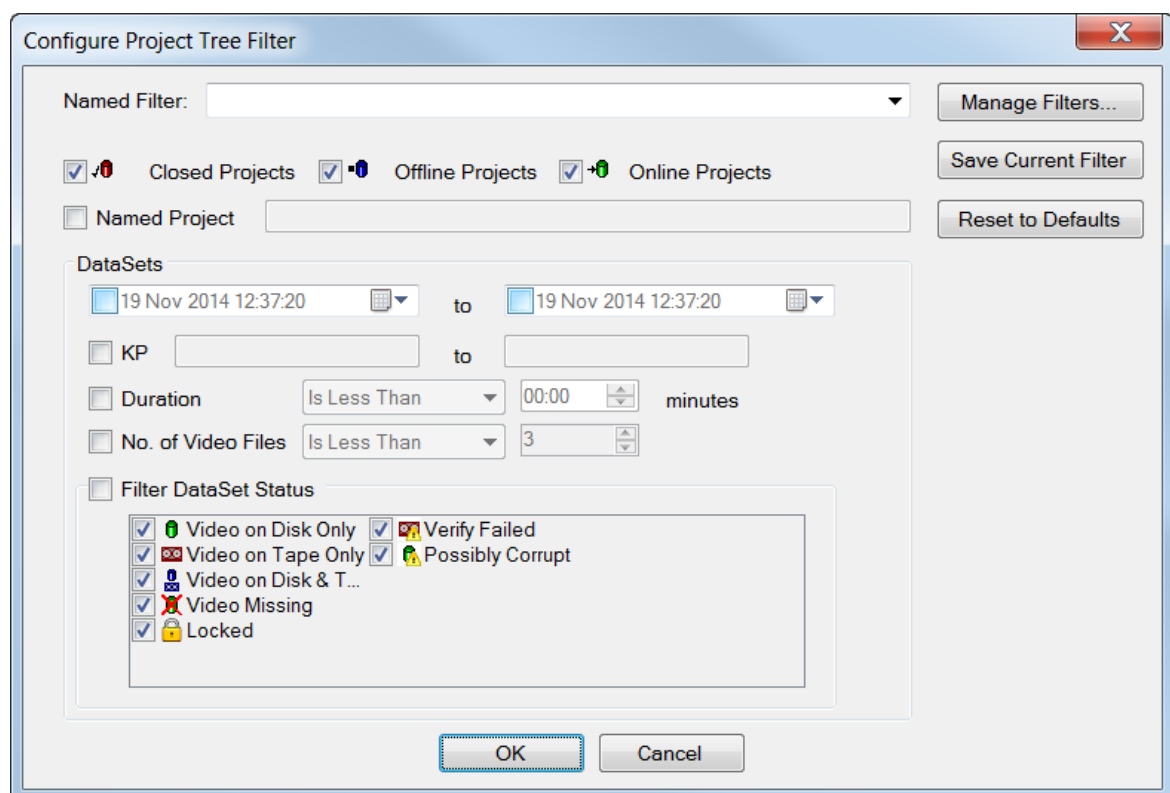 Configure Project Tree Filter
X
Named Filter:
Manage Filters...
Closed Projects Offline Projects Online Projects
Save Current Filter
Named Project
Reset to Defaults
DataSets
19 Nov 2014 12:37:20 to 19 Nov 2014 12:37:20
KP to
Duration Is Less Than 00:00 minutes
No. of Video Files Is Less Than 3
Filter DataSet Status
Video on Disk Only Verify Failed
Video on Tape Only Possibly Corrupt
Video on Disk & T...
Video Missing
Locked
OK Cancel